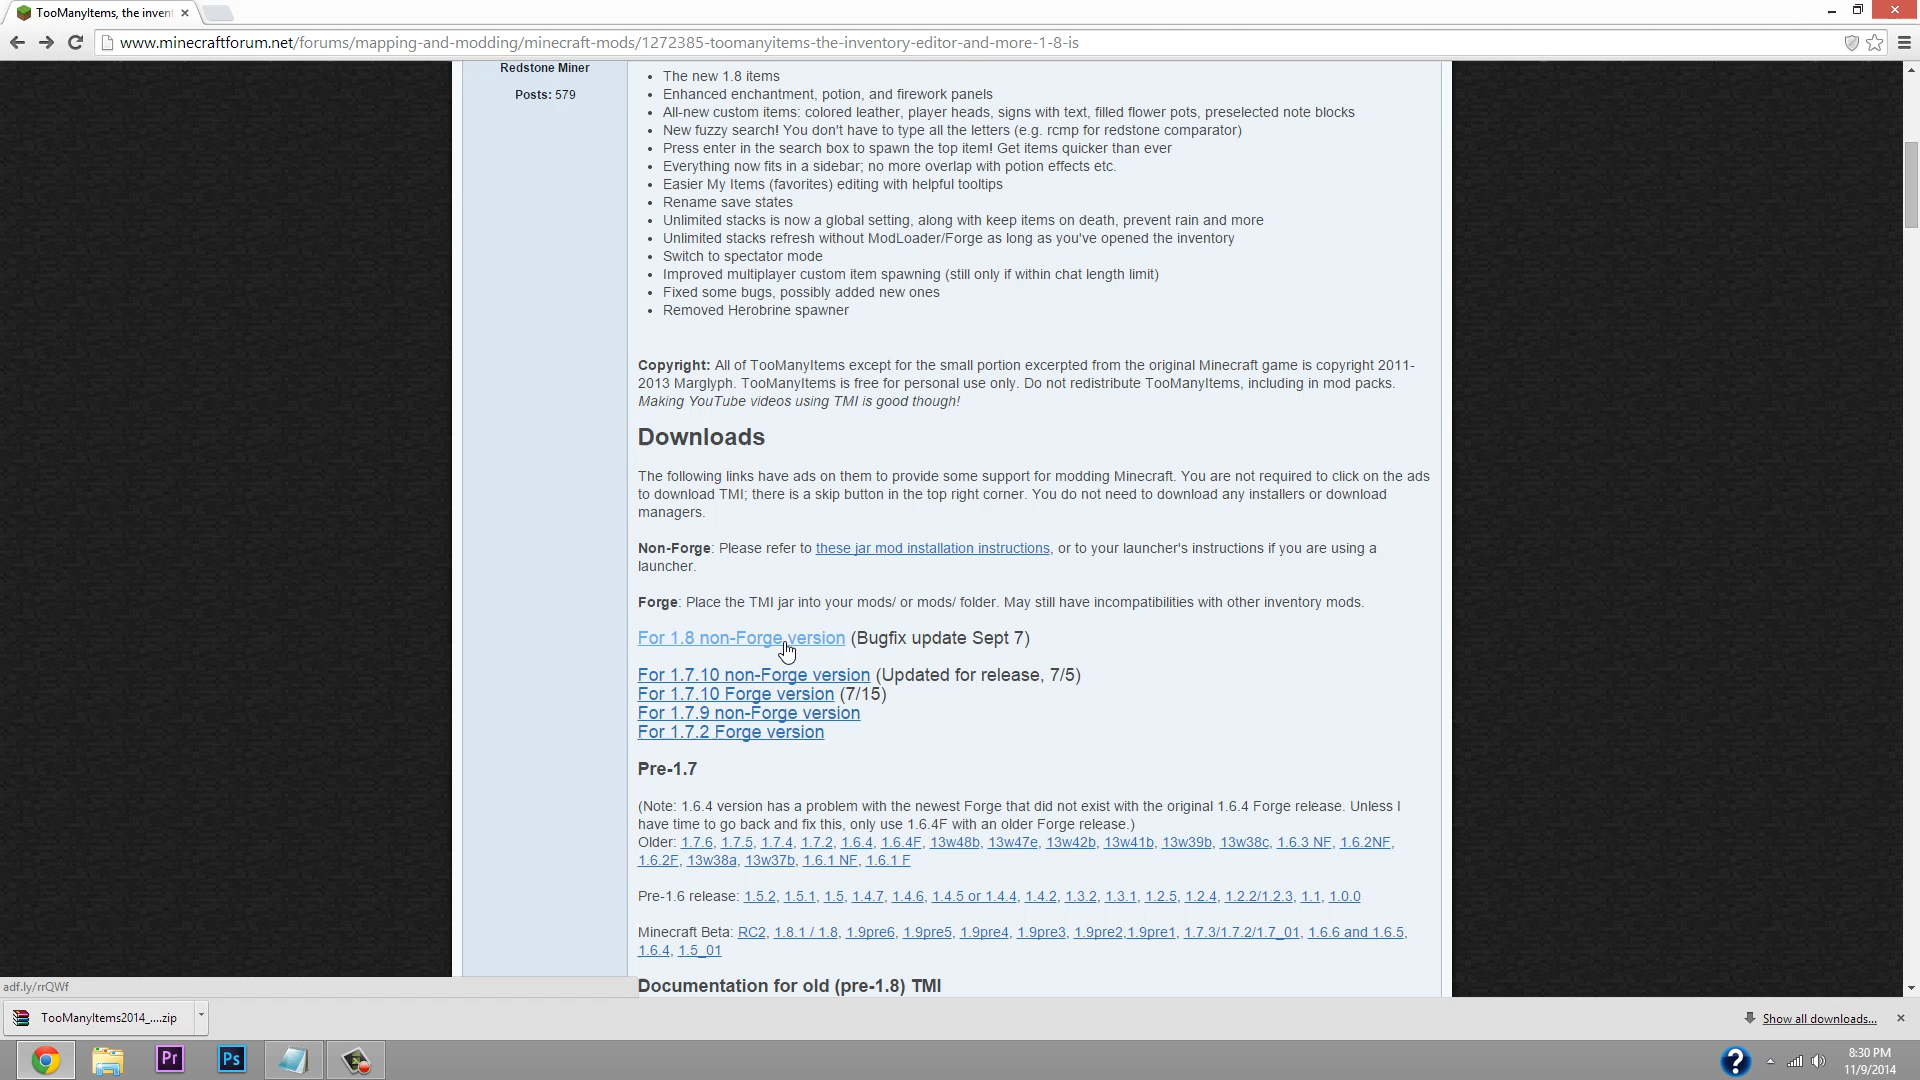 TooManyItems, the inven
www.minecraftforum.net/forums/mapping-and-modding/minecraft-mods/1272385-toomanyitems-the-inventory-editor-and-more-1-8-is
Redstone Miner
Posts: 579
The new 1.8 items
Enhanced enchantment, potion, and firework panels
All-new custom items: colored leather, player heads, signs with text, filled flower pots, preselected note blocks
New fuzzy search! You don't have to type all the letters (e.g. rcmp for redstone comparator)
Press enter in the search box to spawn the top item! Get items quicker than ever
Everything now fits in a sidebar; no more overlap with potion effects etc.
Easier My Items (favorites) editing with helpful tooltips
Rename save states
Unlimited stacks is now a global setting, along with keep items on death, prevent rain and more
Unlimited stacks refresh without ModLoader/Forge as long as you've opened the inventory
Switch to spectator mode
Improved multiplayer custom item spawning (still only if within chat length limit)
Fixed some bugs, possibly added new ones
Removed Herobrine spawner
Copyright: All of TooManyItems except for the small portion excerpted from the original Minecraft game is copyright 2011-
2013 Marglyph. TooManyItems is free for personal use only. Do not redistribute TooManyItems, including in mod packs.
Making YouTube videos using TMI is good though!
Downloads
The following links have ads on them to provide some support for modding Minecraft. You are not required to click on the ads
to download TMI; there is a skip button in the top right corner. You do not need to download any installers or download
managers.
Non-Forge: Please refer to these jar mod installation instructions, or to your launcher's instructions if you are using a
launcher.
Forge: Place the TMI jar into your mods/ or mods/ folder. May still have incompatibilities with other inventory mods.
For 1.8 non-Forge version (Bugfix update Sept 7)
For 1.7.10 non-Forge version (Updated for release, 7/5)
For 1.7.10 Forge version (7/15)
For 1.7.9 non-Forge version
For 1.7.2 Forge version
Pre-1.7
(Note: 1.6.4 version has a problem with the newest Forge that did not exist with the original 1.6.4 Forge release. Unless I
have time to go back and fix this, only use 1.6.4F with an older Forge release.)
Older: 1.7.6, 1.7.5, 1.7.4, 1.7.2, 1.6.4, 1.6.4F, 13w48b, 13w47e, 13w42b, 13w41b, 13w39b, 13w38c, 1.6.3 NF, 1.6.2NF,
1.6.2F, 13w38a, 13w37b, 1.6.1 NF, 1.6.1 F
Pre-1.6 release: 1.5.2, 1.5.1, 1.5, 1.4.7, 1.4.6, 1.4.5 or 1.4.4, 1.4.2, 1.3.2, 1.3.1, 1.2.5, 1.2.4, 1.2.2/1.2.3, 1.1, 1.0.0
Minecraft Beta: RC2, 1.8.1 / 1.8, 1.9pre6, 1.9pre5, 1.9pre4, 1.9pre3, 1.9pre2,1.9pre1, 1.7.3/1.7.2/1.7_01, 1.6.6 and 1.6.5,
1.6.4, 1.5_01
Documentation for old (pre-1.8) TMI
adf.ly/rrQWf
TooManyItems2014_....zip
Show all downloads...
Pr
Ps
?
8:30 PM
11/9/2014